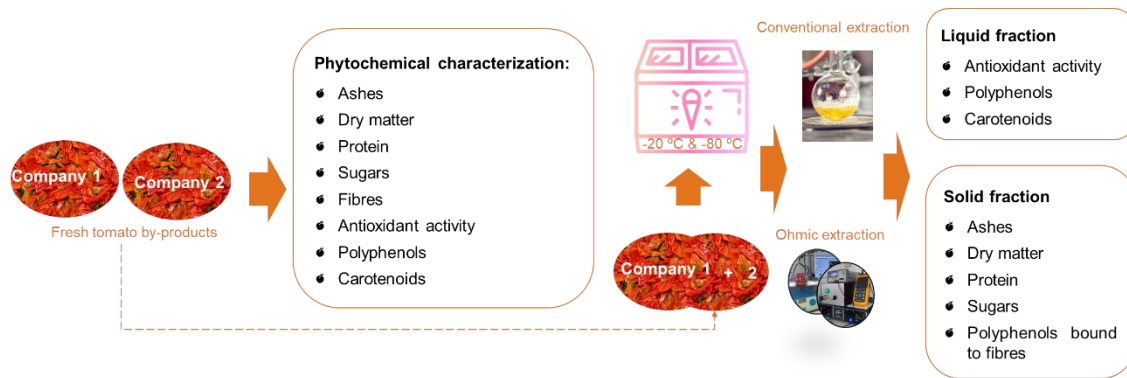 Company 1
Company 2
Fresh tomato by-products
Phytochemical characterization:
Ashes
Dry matter
Protein
Sugars
Fibres
Antioxidant activity
Polyphenols
Carotenoids
-20 ºC & -80 ºC
Company 1 + 2
Conventional extraction
Ohmic extraction
Liquid fraction
Antioxidant activity
Polyphenols
Carotenoids
Solid fraction
Ashes
Dry matter
Protein
Sugars
Polyphenols bound
to fibres